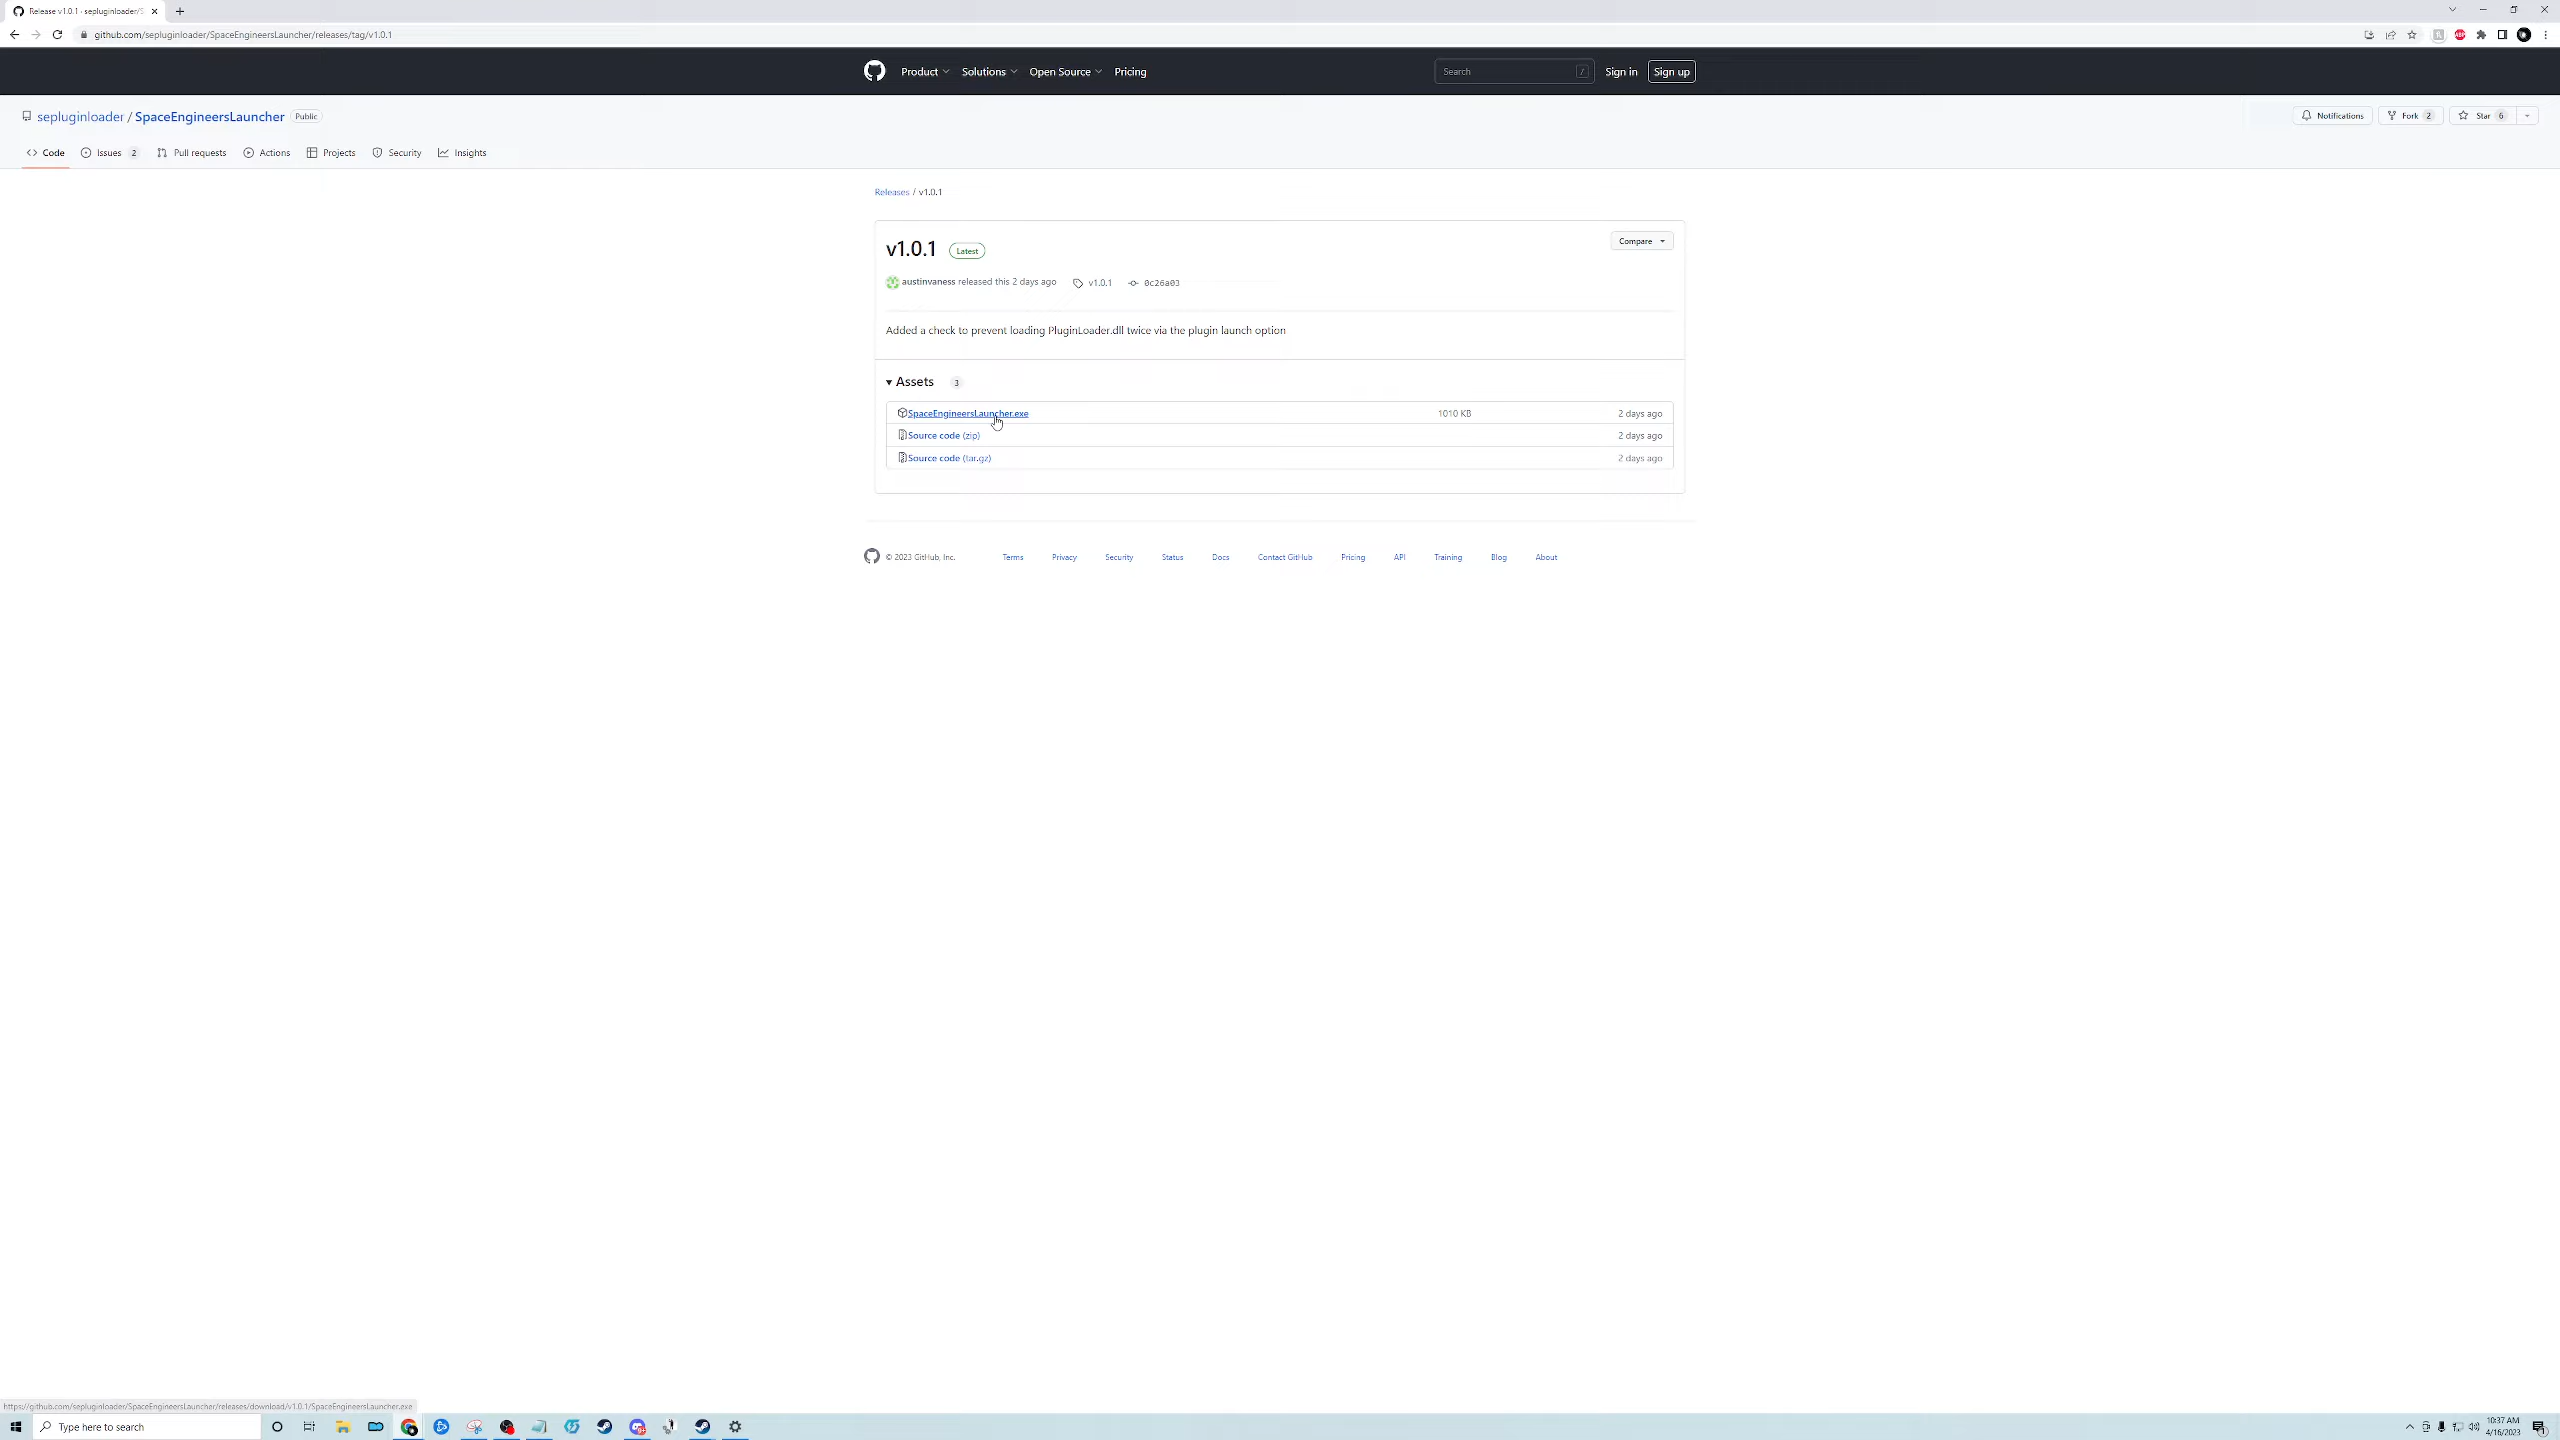 Release v1.0.1 · sepluginloader/S
github.com/sepluginloader/SpaceEngineersLauncher/releases/tag/v1.0.1
ABP
Product Solutions Open Source Pricing
Search / Sign in Sign up
sepluginloader / SpaceEngineersLauncher Public
Notifications Fork 2 Star 6
<> Code Issues 2 Pull requests Actions Projects Security Insights
Releases / v1.0.1
v1.0.1 Latest
Compare
austinvaness released this 2 days ago v1.0.1 0c26a03
Added a check to prevent loading PluginLoader.dll twice via the plugin launch option
Assets 3
SpaceEngineersLauncher.exe 1010 KB 2 days ago
Source code (zip) 2 days ago
Source code (tar.gz) 2 days ago
© 2023 GitHub, Inc. Terms Privacy Security Status Docs Contact GitHub Pricing API Training Blog About
https://github.com/sepluginloader/SpaceEngineersLauncher/releases/download/v1.0.1/SpaceEngineersLauncher.exe
Type here to search
10:37 AM
4/16/2023